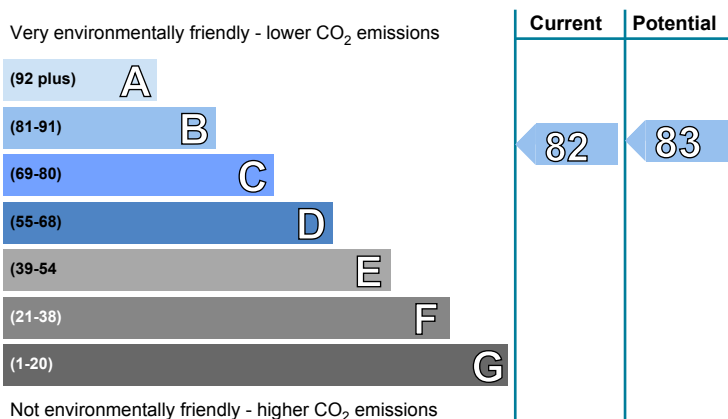 Current Potential
Very environmentally friendly - lower CO2 emissions
(92 plus) A
(81-91) B
82 83
(69-80) C
(55-68) D
(39-54 E
(21-38) F
(1-20) G
Not environmentally friendly - higher CO2 emissions